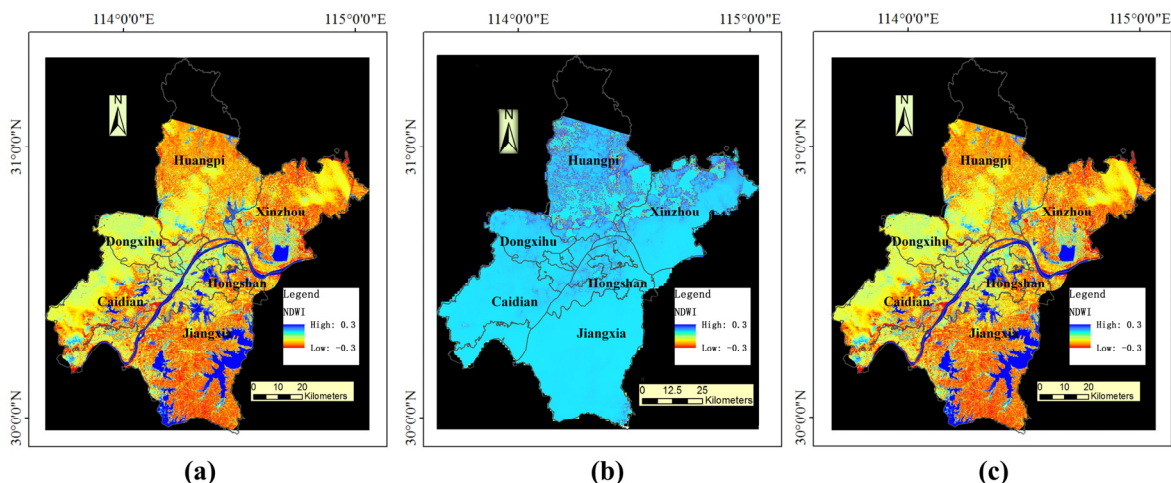 114°0'0"E 115°0'0"E
31°0'0"N
30°0'0"N
N
Huangpi
Xinzhou
Dongxihu
Hongshan
Caidian
Jiangxia
Legend
NDWI
High: 0.3
Low: -0.3
0 10 20
Kilometers
(a)
114°0'0"E 115°0'0"E
N
Huangpi
Xinzhou
Dongxihu
Hongshan
Caidian
Jiangxia
Legend
NDWI
High: 0.3
Low: -0.3
0 12.5 25
Kilometers
(b)
114°0'0"E 115°0'0"E
31°0'0"N
30°0'0"N
N
Huangpi
Xinzhou
Dongxihu
Hongshan
Caidian
Jiangxia
Legend
NDWI
High: 0.3
Low: -0.3
0 10 20
Kilometers
(c)